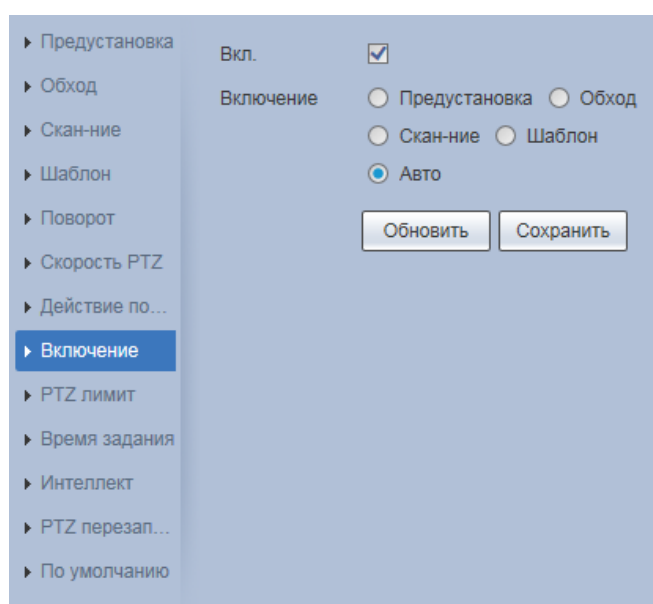 Предустановка
Обход
Скан-ние
Шаблон
Поворот
Скорость PTZ
Действие по...
Включение
PTZ лимит
Время задания
Интеллект
PTZ перезап...
По умолчанию
Вкл.
Включение
Предустановка Обход
Скан-ние Шаблон
Авто
Обновить Сохранить